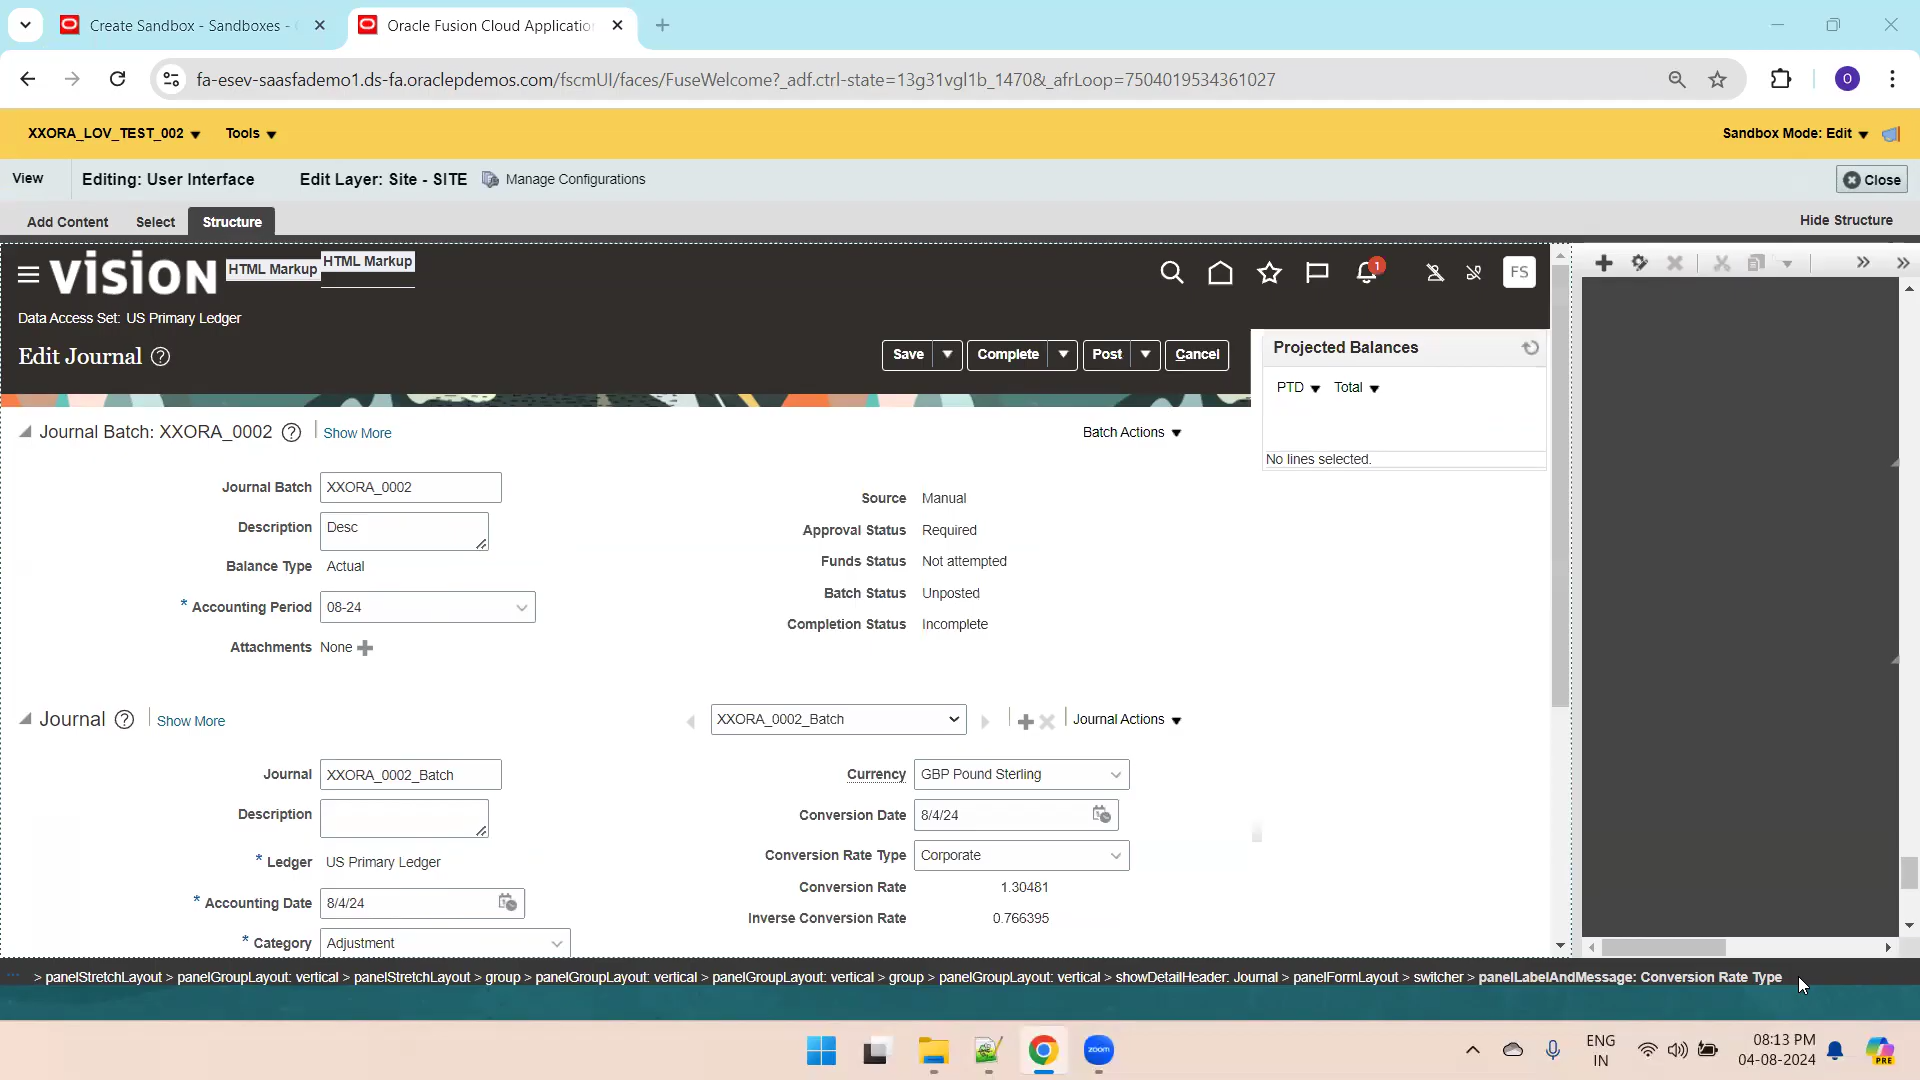 Create Sandbox - Sandboxes -
Oracle Fusion Cloud Application
fa-esev-saasfademo1.ds-fa.oraclepdemos.com/fscmUI/faces/FuseWelcome?_adf.ctrl-state=13g31vgl1b_1470&_afrLoop=7504019534361027
O
XXORA_LOV_TEST_002 Tools Sandbox Mode: Edit
View Editing: User Interface Edit Layer: Site - SITE Manage Configurations Close
Add Content Select Structure Hide Structure
vision HTML Markup HTML Markup 1 FS
Data Access Set: US Primary Ledger
Edit Journal Save Complete Post Cancel
Projected Balances
PTD Total
No lines selected.
Journal Batch: XXORA_0002 Show More Batch Actions
Journal Batch XXORA_0002
Description Desc
Balance Type Actual
Accounting Period 08-24
Attachments None
Source Manual
Approval Status Required
Funds Status Not attempted
Batch Status Unposted
Completion Status Incomplete
Journal Show More XXORA_0002_Batch Journal Actions
Journal XXORA_0002_Batch
Description
* Ledger US Primary Ledger
* Accounting Date 8/4/24
* Category Adjustment
Currency GBP Pound Sterling
Conversion Date 8/4/24
Conversion Rate Type Corporate
Conversion Rate 1.30481
Inverse Conversion Rate 0.766395
> panelStretchLayout > panelGroupLayout: vertical > panelStretchLayout > group > panelGroupLayout: vertical > panelGroupLayout: vertical > group > panelGroupLayout: vertical > showDetailHeader: Journal > panelFormLayout > switcher > panelLabelAndMessage: Conversion Rate Type
zoom
ENG
IN
08:13 PM
04-08-2024
PRE